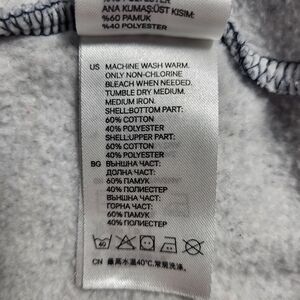 ANA KUMAŞ:ÜST KISIM:
%60 PAMUK
%40 POLYESTER
US MACHINE WASH WARM.
ONLY NON-CHLORINE
BLEACH WHEN NEEDED.
TUMBLE DRY MEDIUM.
MEDIUM IRON.
SHELL:BOTTOM PART:
60% COTTON
40% POLYESTER
SHELL:UPPER PART:
60% COTTON
40% POLYESTER
BG ВЪНШНА ЧАСТ:
ДОЛНА ЧАСТ:
60% ПАМУК
40% ПОЛИЕСТЕР
ВЪНШНА ЧАСТ:
ГОРНА ЧАСТ:
60% ПАМУК
40% ПОЛИЕСТЕР
40
CN 最高水温40℃,常规洗涤,